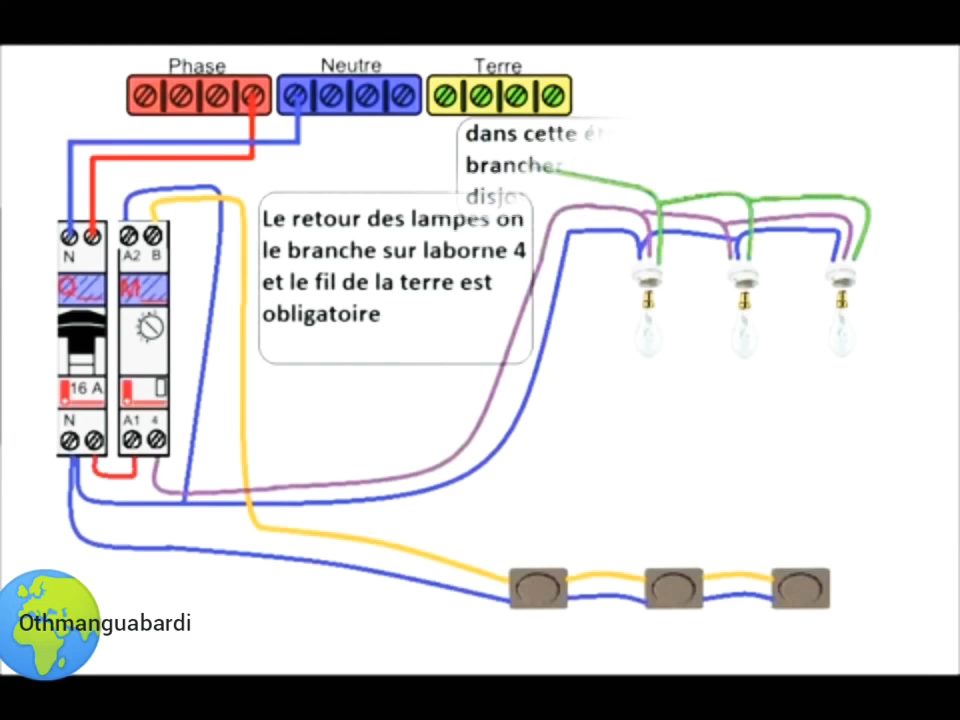 Phase
Neutre
Terre
dans cette
brancher
Le retour des lampes on
le branche sur laborne 4
et le fil de la terre est
obligatoire
N
A2 B
Q
M
16 A
N
A1 4
Othmanguabardi